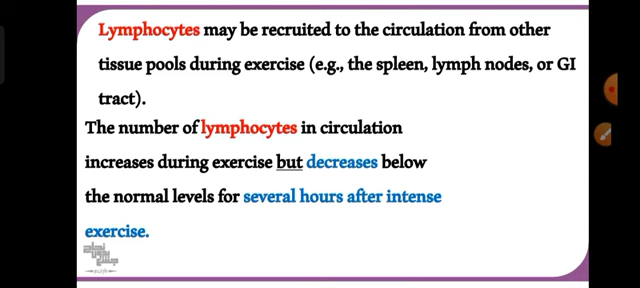 Lymphocytes may be recruited to the circulation from other
tissue pools during exercise (e.g., the spleen, lymph nodes, or GI
tract).
The number of lymphocytes in circulation
increases during exercise but decreases below
the normal levels for several hours after intense
exercise.